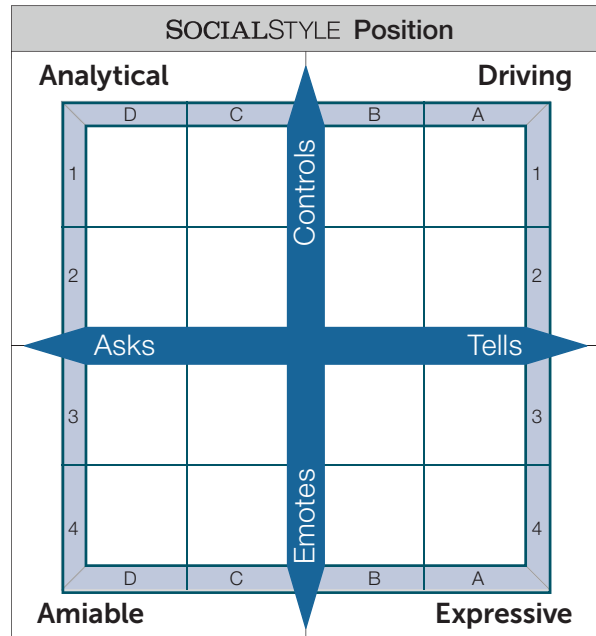 SOCIALSTYLE Position
Analytical Driving
D C B A
Controls
1 1
2 2
Asks Tells
3 3
Emotes
4 4
D C B A
Amiable Expressive